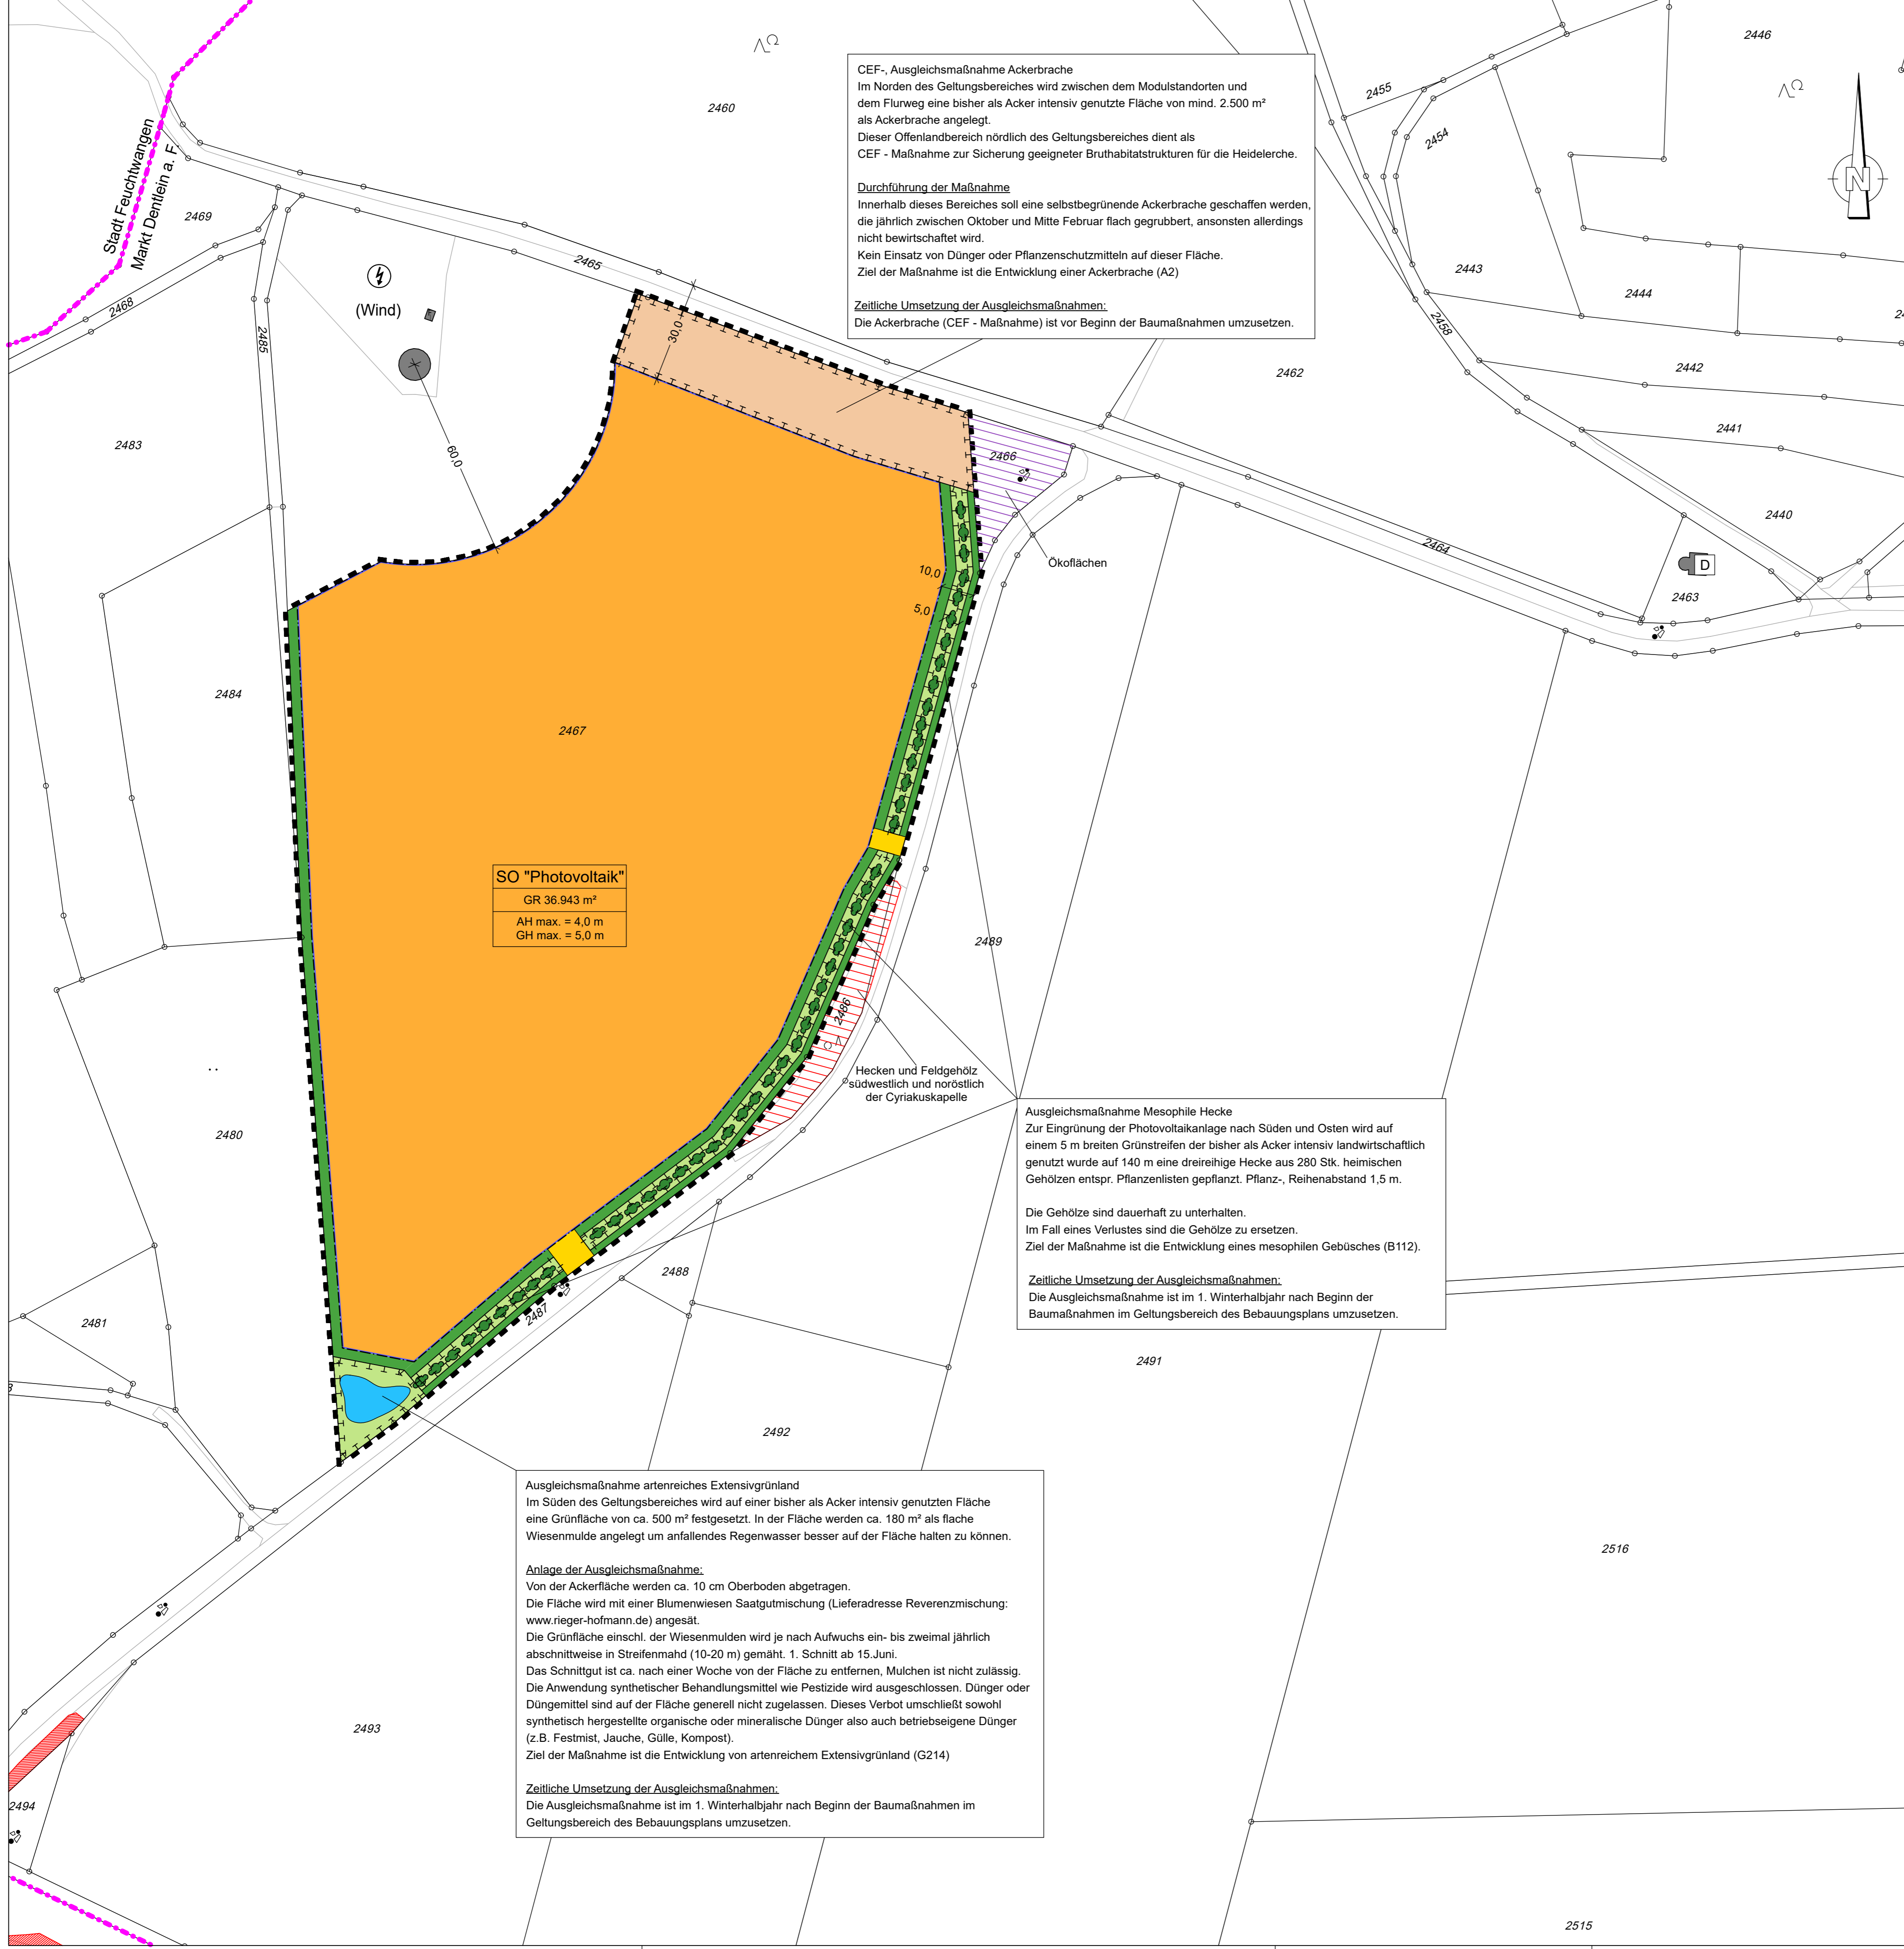 CEF-, Ausgleichsmaßnahme Ackerbrache
Im Norden des Geltungsbereiches wird zwischen dem Modulstandorten und
dem Flurweg eine bisher als Acker intensiv genutzte Fläche von mind. 2.500 m²
als Ackerbrache angelegt.
Dieser Offenlandbereich nördlich des Geltungsbereiches dient als
CEF - Maßnahme zur Sicherung geeigneter Bruthabitatstrukturen für die Heidelerche.
Durchführung der Maßnahme
Innerhalb dieses Bereiches soll eine selbstbegrünende Ackerbrache geschaffen werden,
die jährlich zwischen Oktober und Mitte Februar flach gegrubbert, ansonsten allerdings
nicht bewirtschaftet wird.
Kein Einsatz von Dünger oder Pflanzenschutzmitteln auf dieser Fläche.
Ziel der Maßnahme ist die Entwicklung einer Ackerbrache (A2)
Zeitliche Umsetzung der Ausgleichsmaßnahmen:
Die Ackerbrache (CEF - Maßnahme) ist vor Beginn der Baumaßnahmen umzusetzen.
2446
2455
2454
2460
N
Stadt Feuchtwangen
Markt Dentlein a. F.
2469
2465
2443
2444
2468
2485
(Wind)
30,0
2458
2462
2442
2441
2483
60,0
2466
2440
2464
Ökoflächen
D
2463
10,0
5,0
2484
2467
SO "Photovoltaik"
GR 36.943 m²
AH max. = 4,0 m
GH max. = 5,0 m
2489
2486
Hecken und Feldgehölz
südwestlich und noröstlich
der Cyriakuskapelle
2480
Ausgleichsmaßnahme Mesophile Hecke
Zur Eingrünung der Photovoltaikanlage nach Süden und Osten wird auf
einem 5 m breiten Grünstreifen der bisher als Acker intensiv landwirtschaftlich
genutzt wurde auf 140 m eine dreireihige Hecke aus 280 Stk. heimischen
Gehölzen entspr. Pflanzenlisten gepflanzt. Pflanz-, Reihenabstand 1,5 m.
Die Gehölze sind dauerhaft zu unterhalten.
Im Fall eines Verlustes sind die Gehölze zu ersetzen.
Ziel der Maßnahme ist die Entwicklung eines mesophilen Gebüsches (B112).
Zeitliche Umsetzung der Ausgleichsmaßnahmen:
Die Ausgleichsmaßnahme ist im 1. Winterhalbjahr nach Beginn der
Baumaßnahmen im Geltungsbereich des Bebauungsplans umzusetzen.
2488
2487
2481
2491
2492
Ausgleichsmaßnahme artenreiches Extensivgrünland
Im Süden des Geltungsbereiches wird auf einer bisher als Acker intensiv genutzten Fläche
eine Grünfläche von ca. 500 m² festgesetzt. In der Fläche werden ca. 180 m² als flache
Wiesenmulde angelegt um anfallendes Regenwasser besser auf der Fläche halten zu können.
Anlage der Ausgleichsmaßnahme:
Von der Ackerfläche werden ca. 10 cm Oberboden abgetragen.
Die Fläche wird mit einer Blumenwiesen Saatgutmischung (Lieferadresse Reverenzmischung:
www.rieger-hofmann.de) angesät.
Die Grünfläche einschl. der Wiesenmulden wird je nach Aufwuchs ein- bis zweimal jährlich
abschnittweise in Streifenmahd (10-20 m) gemäht. 1. Schnitt ab 15.Juni.
Das Schnittgut ist ca. nach einer Woche von der Fläche zu entfernen, Mulchen ist nicht zulässig.
Die Anwendung synthetischer Behandlungsmittel wie Pestizide wird ausgeschlossen. Dünger oder
Düngemittel sind auf der Fläche generell nicht zugelassen. Dieses Verbot umschließt sowohl
synthetisch hergestellte organische oder mineralische Dünger also auch betriebseigene Dünger
(z.B. Festmist, Jauche, Gülle, Kompost).
Ziel der Maßnahme ist die Entwicklung von artenreichem Extensivgrünland (G214)
Zeitliche Umsetzung der Ausgleichsmaßnahmen:
Die Ausgleichsmaßnahme ist im 1. Winterhalbjahr nach Beginn der Baumaßnahmen im
Geltungsbereich des Bebauungsplans umzusetzen.
2516
2493
2494
2515